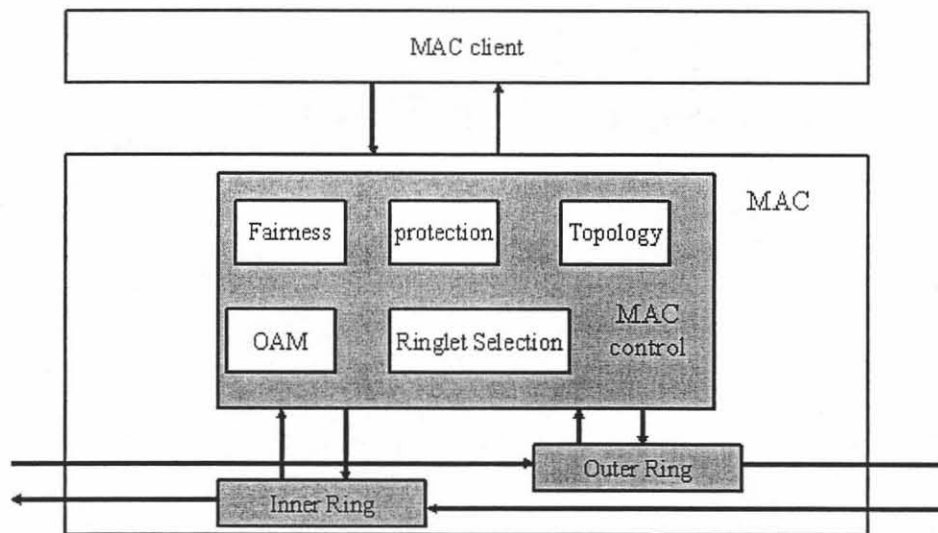 MAC client
MAC
Fairness
protection
Topology
OAM
Ringlet Selection
MAC
control
Outer Ring
Inner Ring